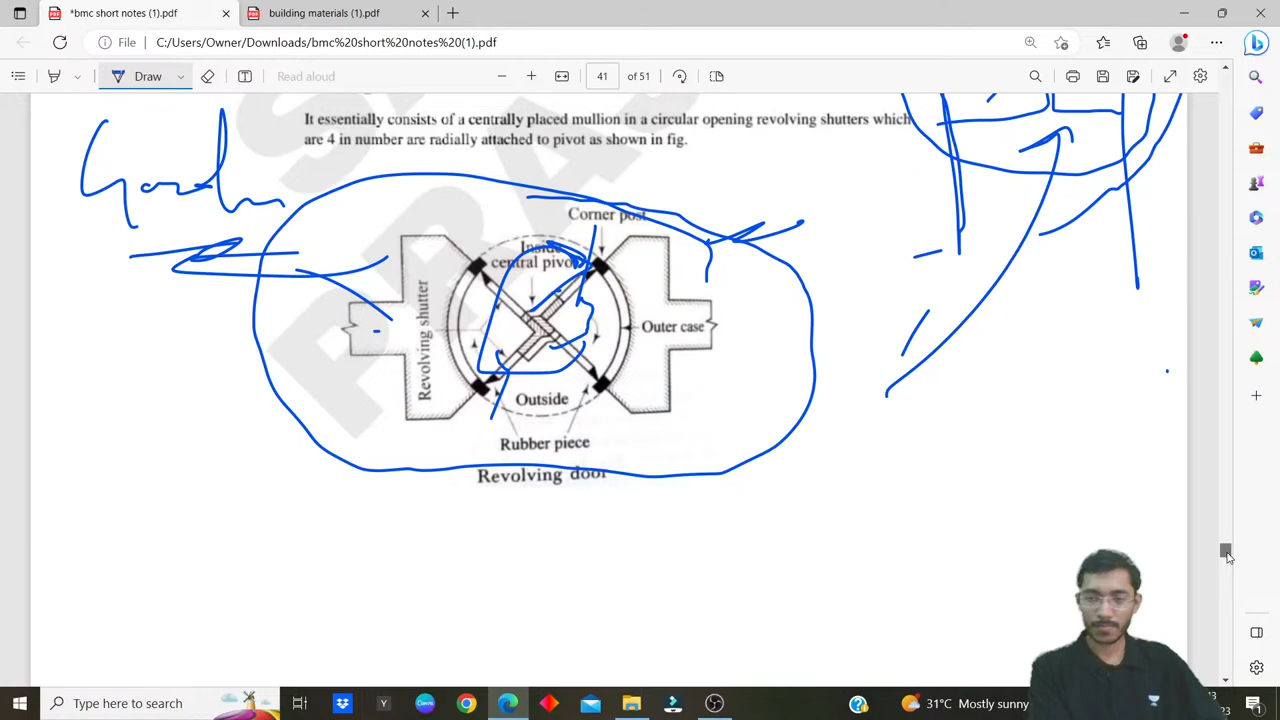 *bmc short notes (1).pdf
building materials (1).pdf
File C:/Users/Owner/Downloads/bmc%20short%20notes%20(1).pdf
Draw
Read aloud
41 of 51
It essentially consists of a centrally placed mullion in a circular opening revolving shutters which
are 4 in number are radially attached to pivot as shown in fig.
Corner post
Inside
central pivot
Revolving shutter
Outer case
Outside
Rubber piece
Revolving door
Type here to search
31°C Mostly sunny